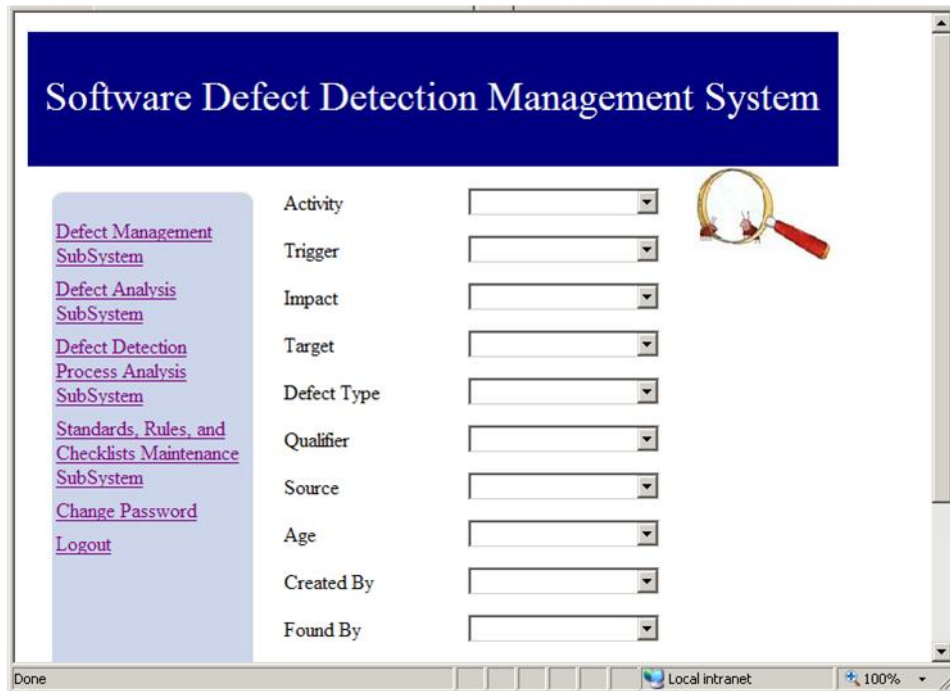 Software Defect Detection Management System
Defect Management
SubSystem
Defect Analysis
SubSystem
Defect Detection
Process Analysis
SubSystem
Standards, Rules, and
Checklists Maintenance
SubSystem
Change Password
Logout
Activity
Trigger
Impact
Target
Defect Type
Qualifier
Source
Age
Created By
Found By
Done
Local intranet
100%